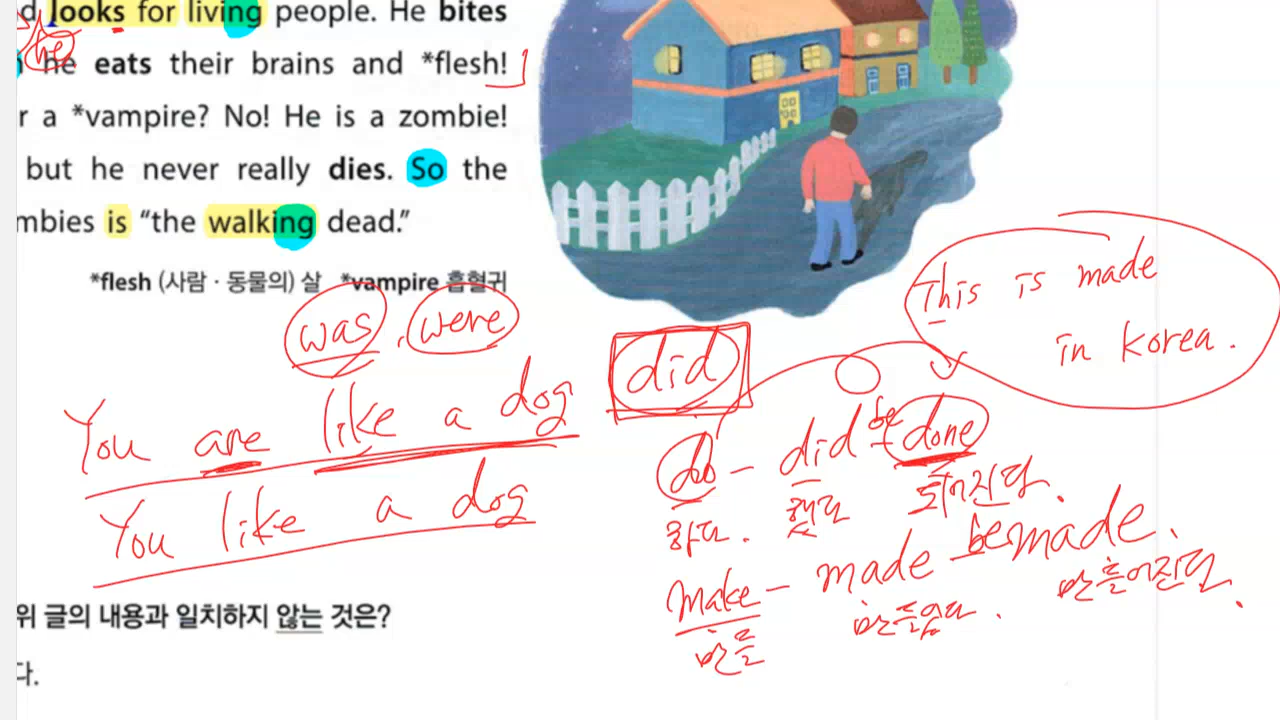 looks for living people. He bites
he
he eats their brains and *flesh!
r a *vampire? No! He is a zombie!
but he never really dies. So the
mbies is “the walking dead.”
*flesh (사람·동물의) 살 *vampire 흡혈귀
was, were
did
This is made
in korea.
You are like a dog
You like a dog
do - did - be done
하다. 했다 되어진다.
make - made - be made.
만들 만들었다. 만들어진다.
위 글의 내용과 일치하지 않는 것은?
다.